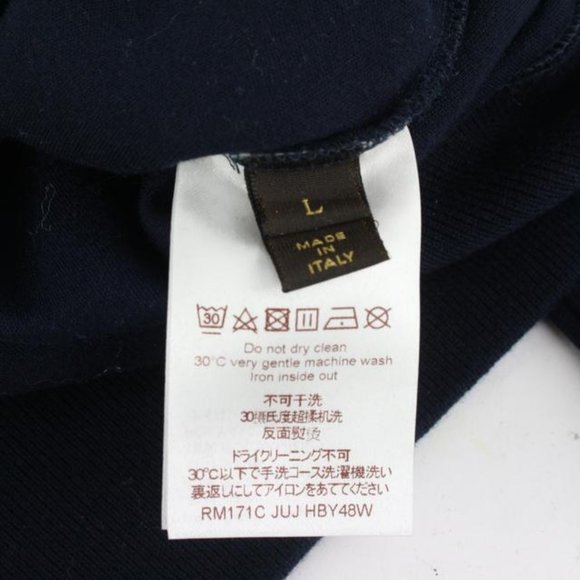 L
MADE
IN
ITALY
30
Do not dry clean
30°C very gentle machine wash
Iron inside out
不可干洗
30摄氏度超揉机洗
反面熨烫
ドライクリーニング不可
30℃以下で手洗コース洗濯機洗い
裏返しにしてアイロンをあててください
RM171C JUJ HBY48W